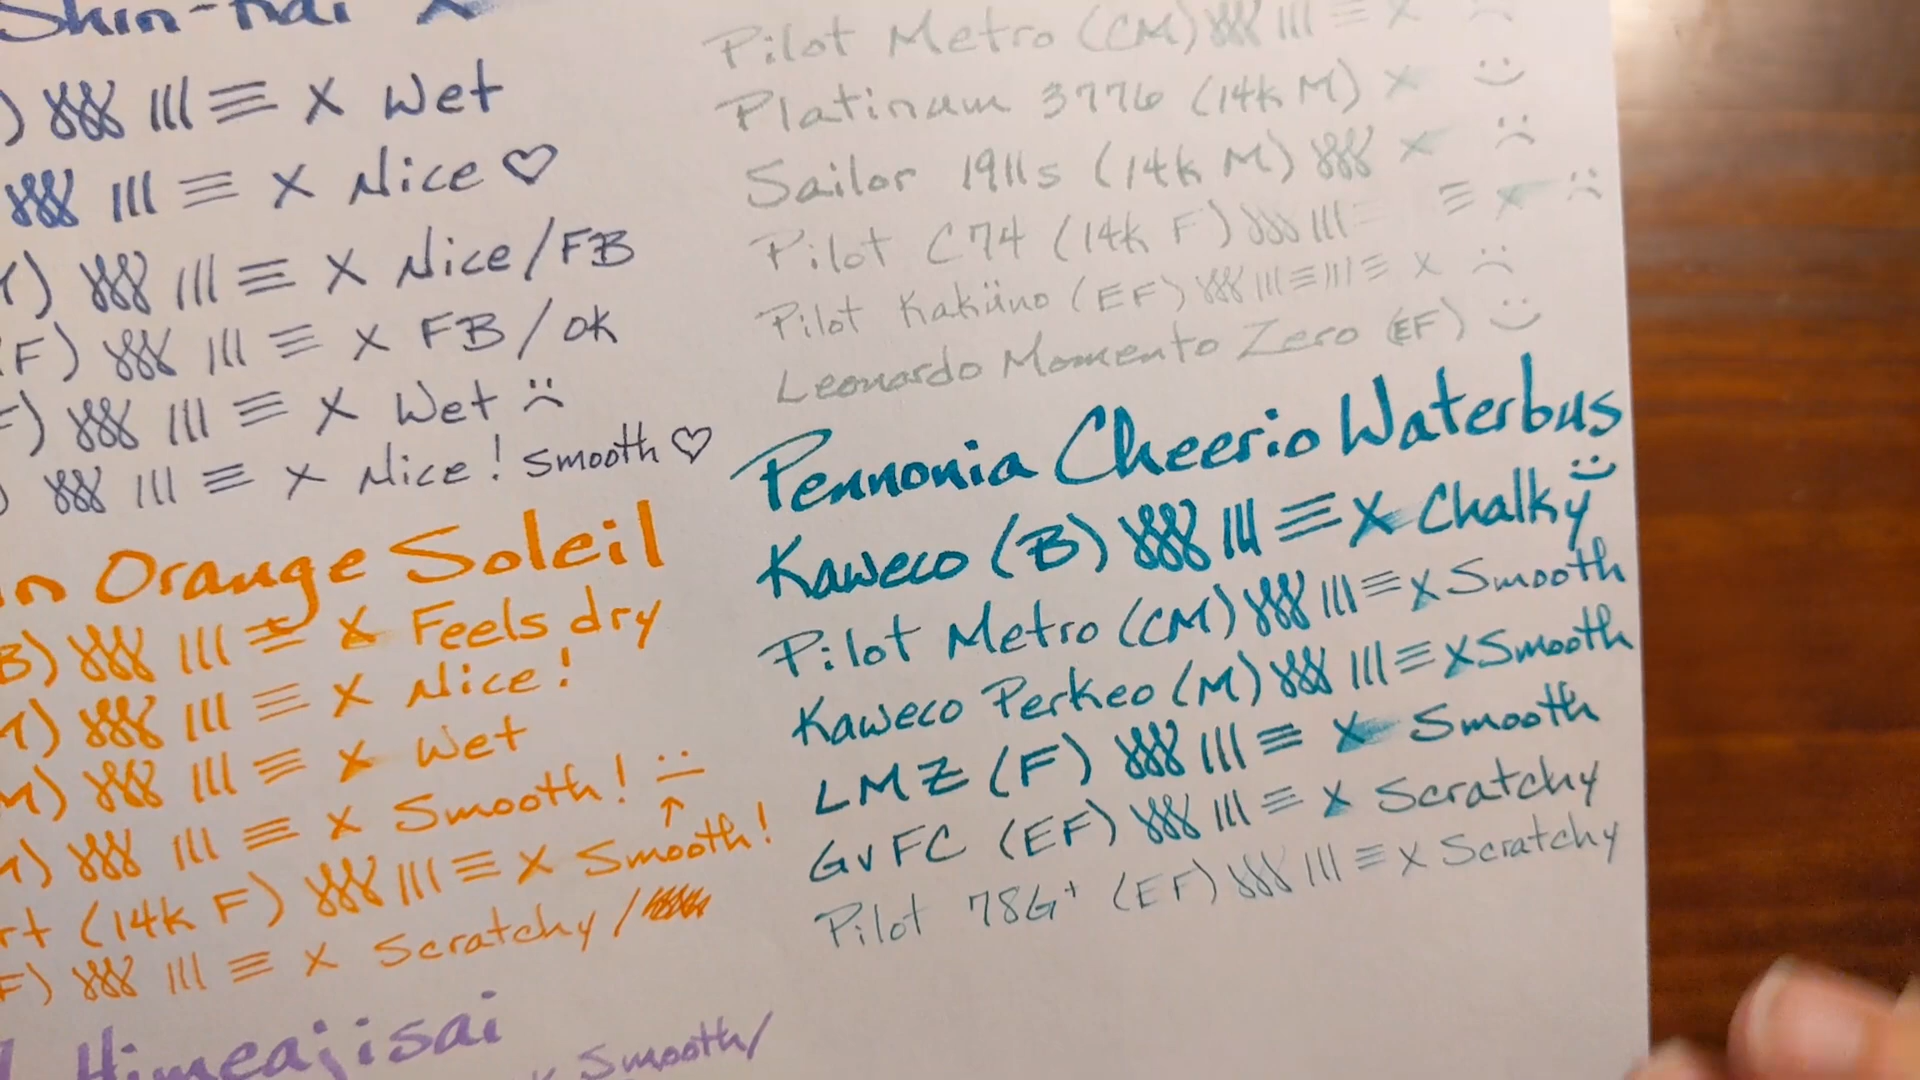 Shin-kai
Wet
Nice ♡
Nice/FB
F) FB/ok
Wet ☹
Nice! Smooth ♡
Orange Soleil
B) X Feels dry
X Nice!
M) X Wet
X Smooth! :|
(14k F) X Smooth!
F) X Scratchy/
Himeajisai
Smooth/
Pilot Metro (CM) X ☹
Platinum 3776 (14k M) X ☺
Sailor 1911s (14k M) X ☹
Pilot C74 (14k F) X ☹
Pilot Kaküno (EF) X ☹
Leonardo Momento Zero (EF) ☺
Pennonia Cheerio Waterbus
Kaweco (B) X Chalky ☺
Pilot Metro (CM) X Smooth
Kaweco Perkeo (M) X Smooth
LMZ (F) X Smooth
GvFC (EF) X Scratchy
Pilot 78G+ (EF) X Scratchy